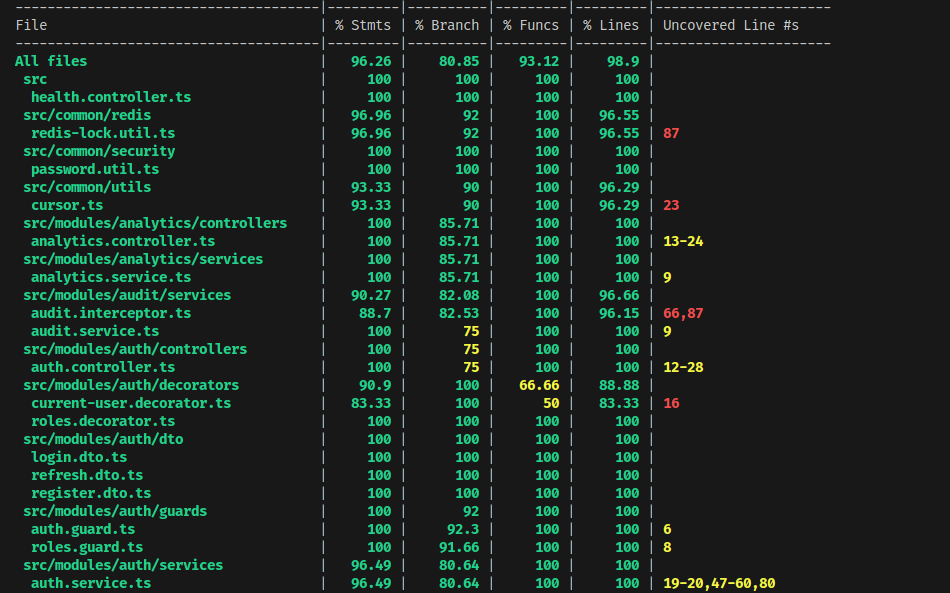 -------------------------------------|---------|----------|---------|---------|---------------------
File | % Stmts | % Branch | % Funcs | % Lines | Uncovered Line #s
-------------------------------------|---------|----------|---------|---------|---------------------
All files | 96.26 | 80.85 | 93.12 | 98.9 |
src | 100 | 100 | 100 | 100 |
health.controller.ts | 100 | 100 | 100 | 100 |
src/common/redis | 96.96 | 92 | 100 | 96.55 |
redis-lock.util.ts | 96.96 | 92 | 100 | 96.55 | 87
src/common/security | 100 | 100 | 100 | 100 |
password.util.ts | 100 | 100 | 100 | 100 |
src/common/utils | 93.33 | 90 | 100 | 96.29 |
cursor.ts | 93.33 | 90 | 100 | 96.29 | 23
src/modules/analytics/controllers | 100 | 85.71 | 100 | 100 |
analytics.controller.ts | 100 | 85.71 | 100 | 100 | 13-24
src/modules/analytics/services | 100 | 85.71 | 100 | 100 |
analytics.service.ts | 100 | 85.71 | 100 | 100 | 9
src/modules/audit/services | 90.27 | 82.08 | 100 | 96.66 |
audit.interceptor.ts | 88.7 | 82.53 | 100 | 96.15 | 66,87
audit.service.ts | 100 | 75 | 100 | 100 | 9
src/modules/auth/controllers | 100 | 75 | 100 | 100 |
auth.controller.ts | 100 | 75 | 100 | 100 | 12-28
src/modules/auth/decorators | 90.9 | 100 | 66.66 | 88.88 |
current-user.decorator.ts | 83.33 | 100 | 50 | 83.33 | 16
roles.decorator.ts | 100 | 100 | 100 | 100 |
src/modules/auth/dto | 100 | 100 | 100 | 100 |
login.dto.ts | 100 | 100 | 100 | 100 |
refresh.dto.ts | 100 | 100 | 100 | 100 |
register.dto.ts | 100 | 100 | 100 | 100 |
src/modules/auth/guards | 100 | 92 | 100 | 100 |
auth.guard.ts | 100 | 92.3 | 100 | 100 | 6
roles.guard.ts | 100 | 91.66 | 100 | 100 | 8
src/modules/auth/services | 96.49 | 80.64 | 100 | 100 |
auth.service.ts | 96.49 | 80.64 | 100 | 100 | 19-20,47-60,80